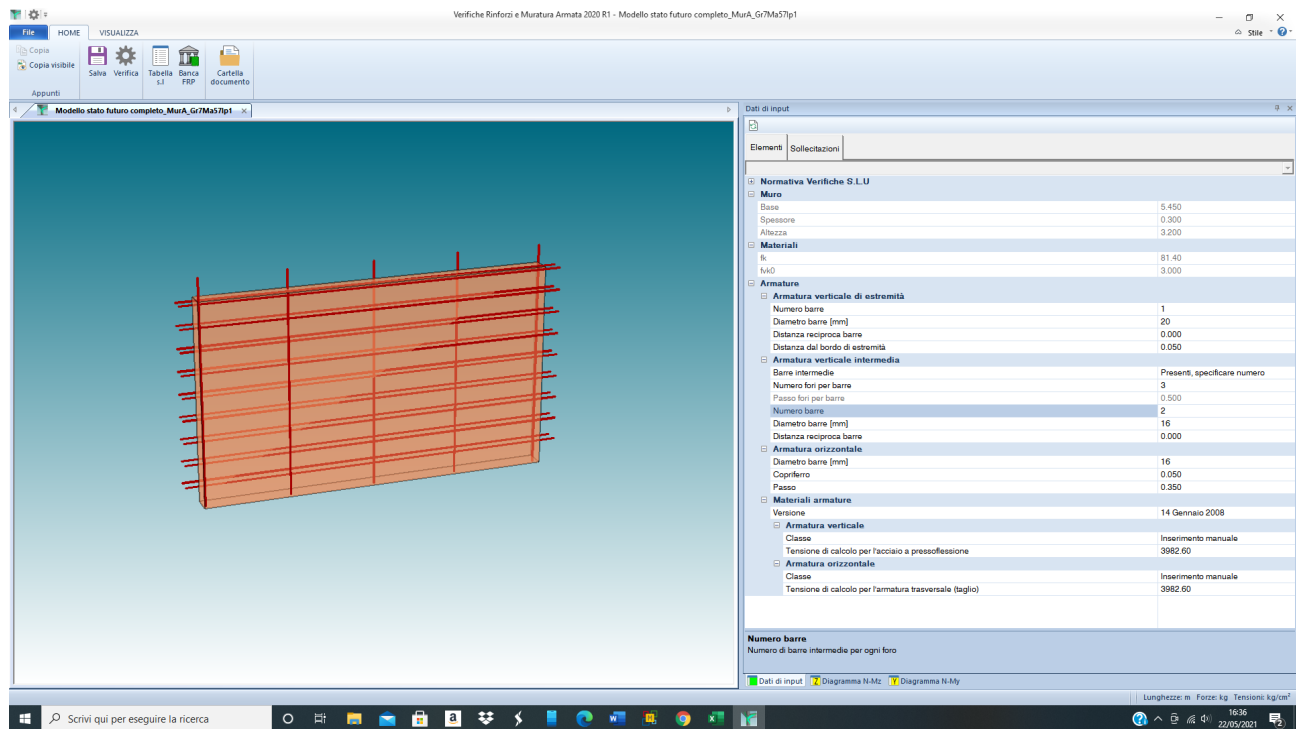 Verifiche Rinforzi e Muratura Armata 2020 R1 - Modello stato futuro completo_MurA_Gr7Ma57Ip1
File HOME VISUALIZZA
Stile
Copia
Copia visibile
Appunti
Salva
Verifica
Tabella s.l
Banca FRP
Cartella documento
Modello stato futuro completo_MurA_Gr7Ma57Ip1
Dati di input
Elementi Sollecitazioni
Normativa Verifiche S.L.U
Muro
Base 5.450
Spessore 0.300
Altezza 3.200
Materiali
fk 81.40
fvk0 3.000
Armature
Armatura verticale di estremità
Numero barre 1
Diametro barre [mm] 20
Distanza reciproca barre 0.000
Distanza dal bordo di estremità 0.050
Armatura verticale intermedia
Barre intermedie Presenti, specificare numero
Numero fori per barre 3
Passo fori per barre 0.500
Numero barre 2
Diametro barre [mm] 16
Distanza reciproca barre 0.000
Armatura orizzontale
Diametro barre [mm] 16
Copriferro 0.050
Passo 0.350
Materiali armature
Versione 14 Gennaio 2008
Armatura verticale
Classe Inserimento manuale
Tensione di calcolo per l'acciaio a pressoflessione 3982.60
Armatura orizzontale
Classe Inserimento manuale
Tensione di calcolo per l'armatura trasversale (taglio) 3982.60
Numero barre
Numero di barre intermedie per ogni foro
Dati di input Z Diagramma N-Mz Y Diagramma N-My
Lunghezze: m Forze: kg Tensioni: kg/cm²
Scrivi qui per eseguire la ricerca
16:36
22/05/2021